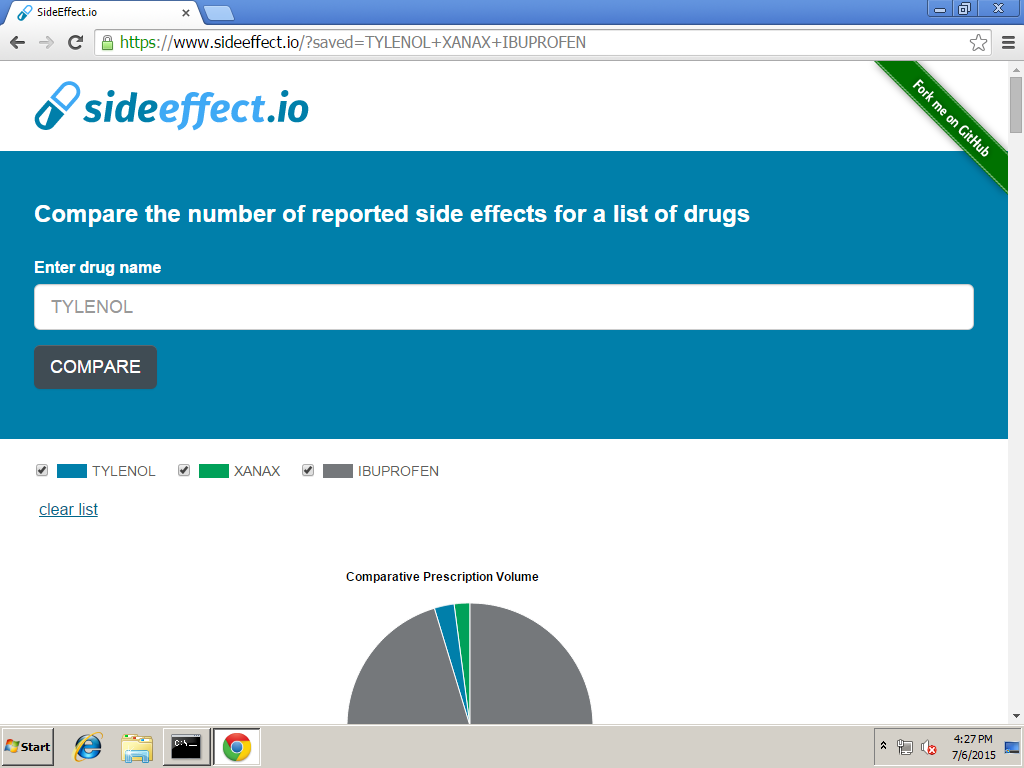 SideEffect.io
https://www.sideeffect.io/?saved=TYLENOL+XANAX+IBUPROFEN
sideeffect.io
Fork me on GitHub
Compare the number of reported side effects for a list of drugs
Enter drug name
TYLENOL
COMPARE
TYLENOL XANAX IBUPROFEN
clear list
Comparative Prescription Volume
Start
C:\_
4:27 PM
7/6/2015